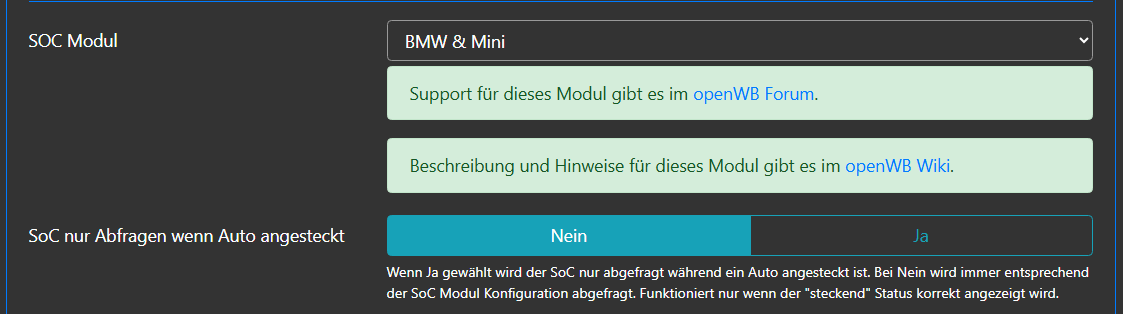 SOC Modul
BMW & Mini
Support für dieses Modul gibt es im openWB Forum.
Beschreibung und Hinweise für dieses Modul gibt es im openWB Wiki.
SoC nur Abfragen wenn Auto angesteckt
Nein
Ja
Wenn Ja gewählt wird der SoC nur abgefragt während ein Auto angesteckt ist. Bei Nein wird immer entsprechend
der SoC Modul Konfiguration abgefragt. Funktioniert nur wenn der "steckend" Status korrekt angezeigt wird.